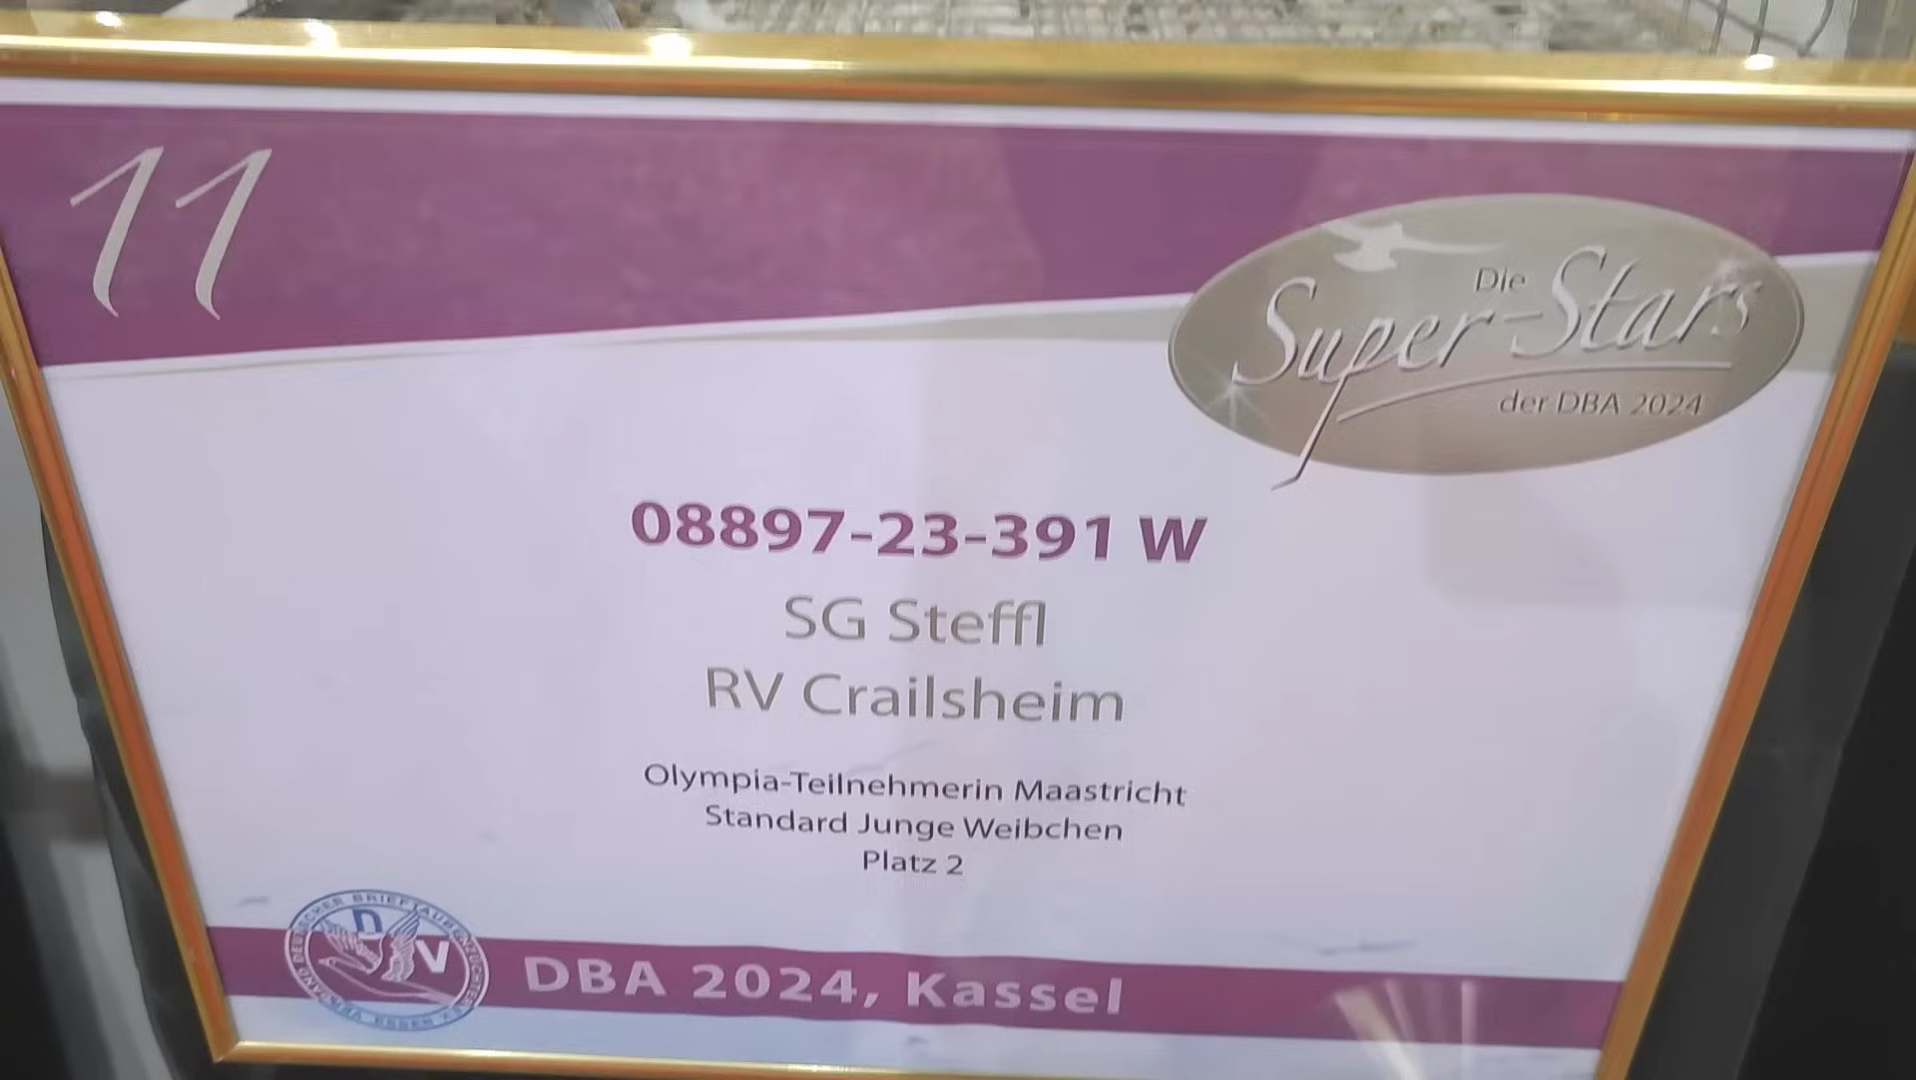 11
Die
Super-Stars
der DBA 2024
08897-23-391 W
SG Steffl
RV Crailsheim
Olympia-Teilnehmerin Maastricht
Standard Junge Weibchen
Platz 2
D V
DBA 2024, Kassel